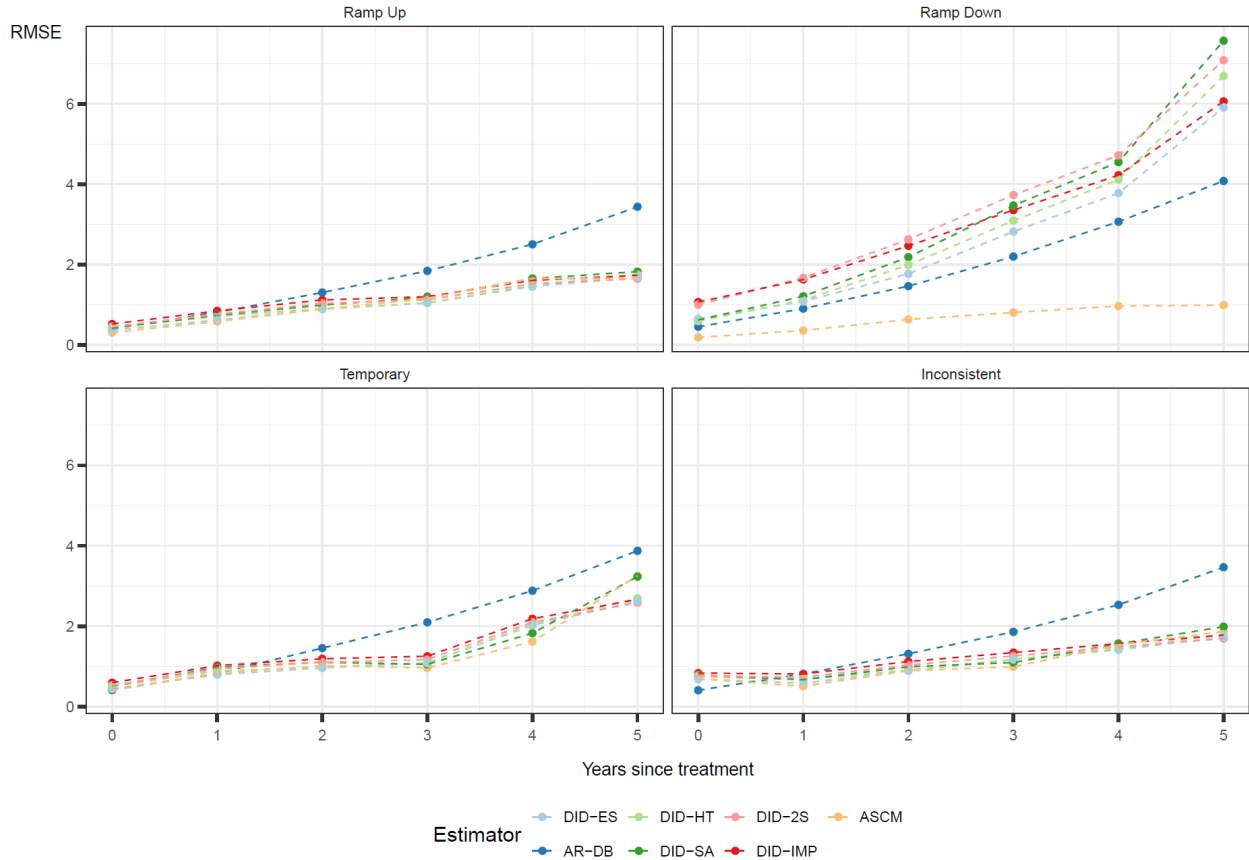 Ramp Up Ramp Down
RMSE
6
4
2
0
Temporary Inconsistent
6
4
2
0
0 1 2 3 4 5 0 1 2 3 4 5
Years since treatment
Estimator
DID-ES DID-HT DID-2S ASCM
AR-DB DID-SA DID-IMP